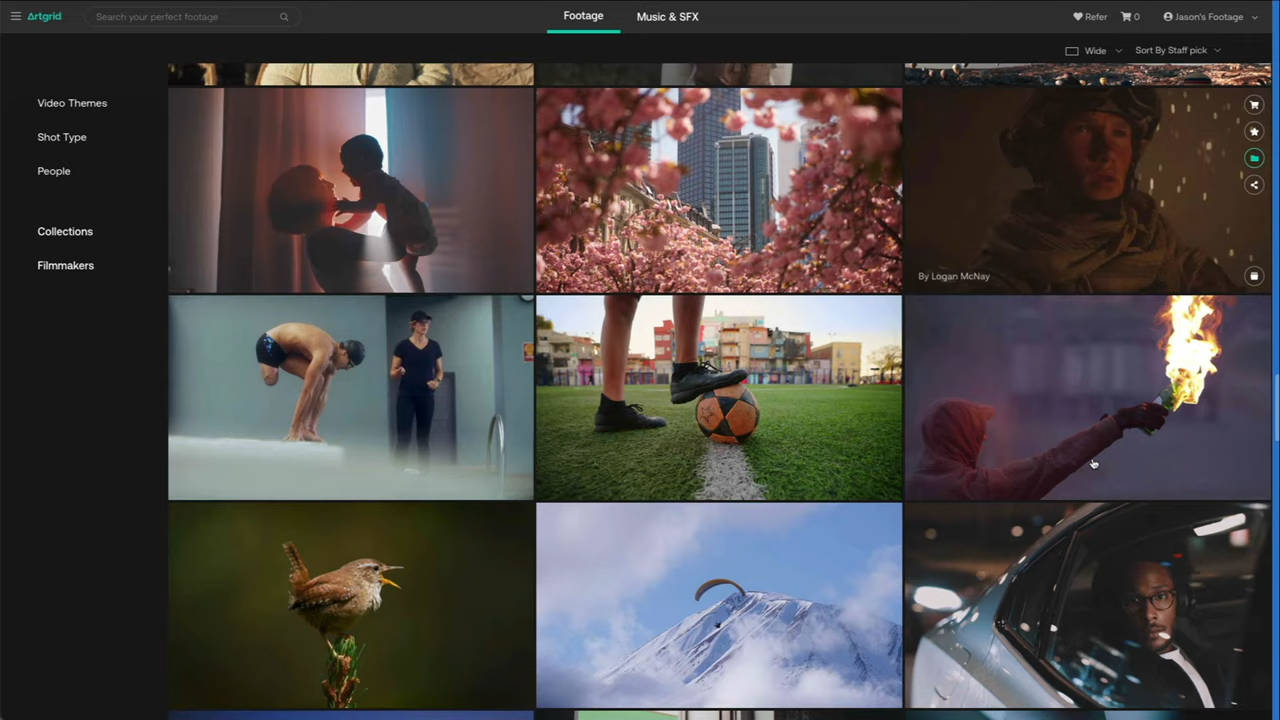 Artgrid
Search your perfect footage
Footage
Music & SFX
Refer
0
Jason's Footage
Wide
Sort By Staff pick
Video Themes
Shot Type
People
Collections
Filmmakers
By Logan McNay